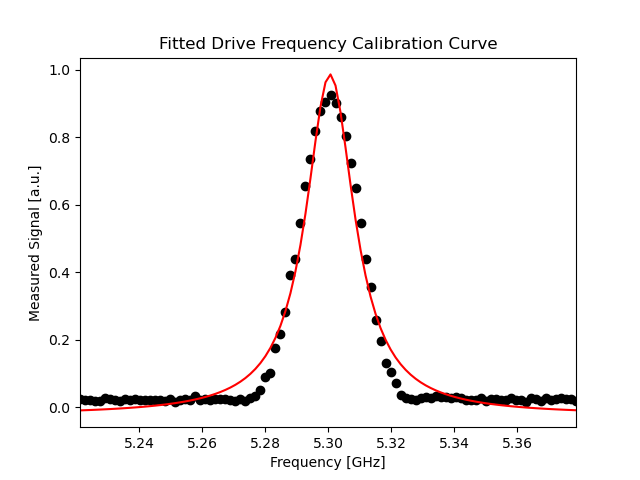 Fitted Drive Frequency Calibration Curve
1.0
0.8
0.6
0.4
0.2
0.0
Measured Signal [a.u.]
5.24 5.26 5.28 5.30 5.32 5.34 5.36
Frequency [GHz]